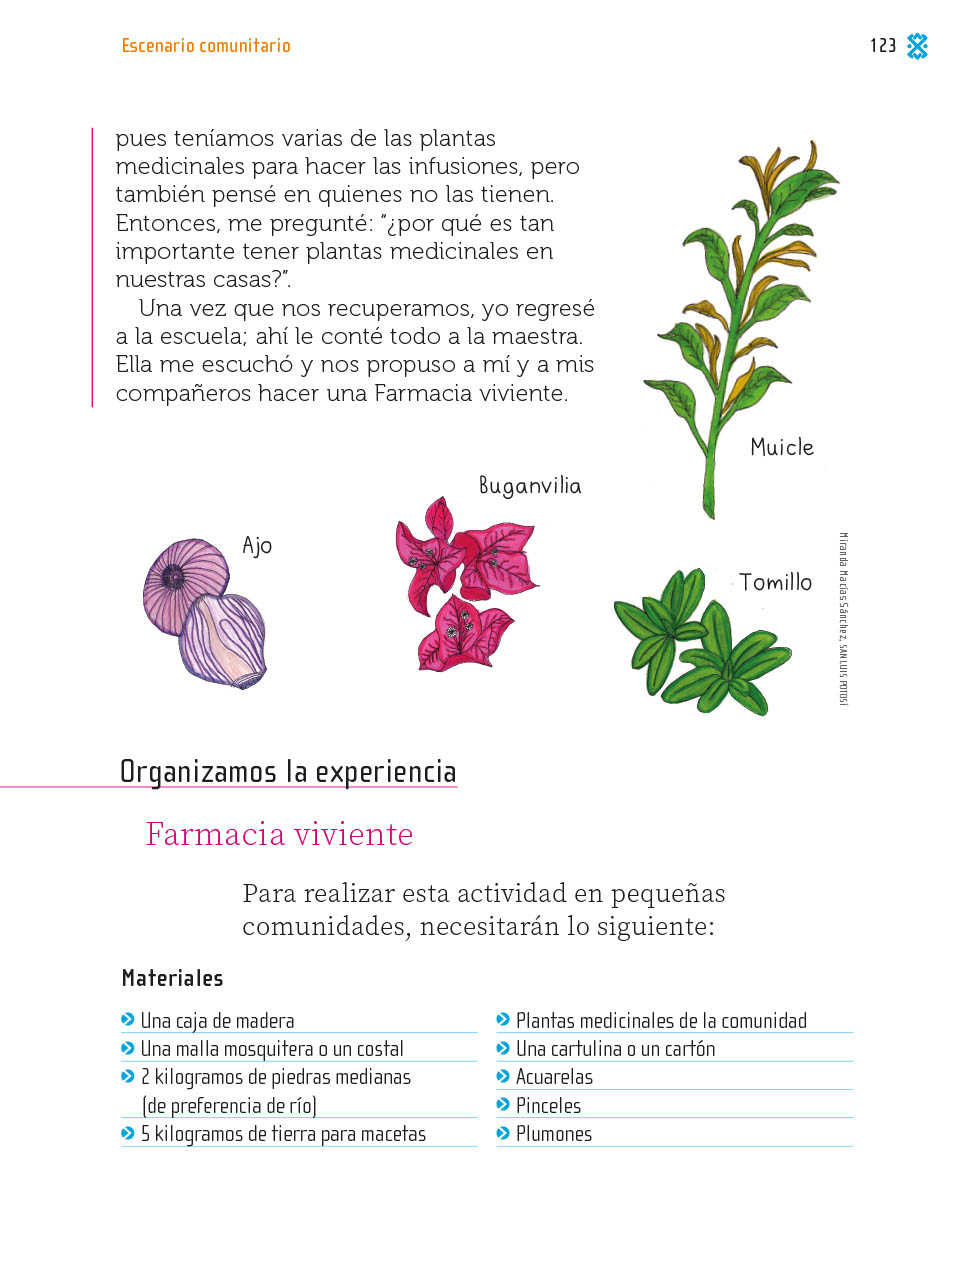 Escenario comunitario
123
pues teníamos varias de las plantas
medicinales para hacer las infusiones, pero
también pensé en quienes no las tienen.
Entonces, me pregunté: “¿por qué es tan
importante tener plantas medicinales en
nuestras casas?”.
Una vez que nos recuperamos, yo regresé
a la escuela; ahí le conté todo a la maestra.
Ella me escuchó y nos propuso a mí y a mis
compañeros hacer una Farmacia viviente.
Muicle
Buganvilia
Ajo
Tomillo
Miranda Macías Sánchez, SAN LUIS POTOSÍ
Organizamos la experiencia
Farmacia viviente
Para realizar esta actividad en pequeñas
comunidades, necesitarán lo siguiente:
Materiales
Una caja de madera
Una malla mosquitera o un costal
2 kilogramos de piedras medianas
(de preferencia de río)
5 kilogramos de tierra para macetas
Plantas medicinales de la comunidad
Una cartulina o un cartón
Acuarelas
Pinceles
Plumones